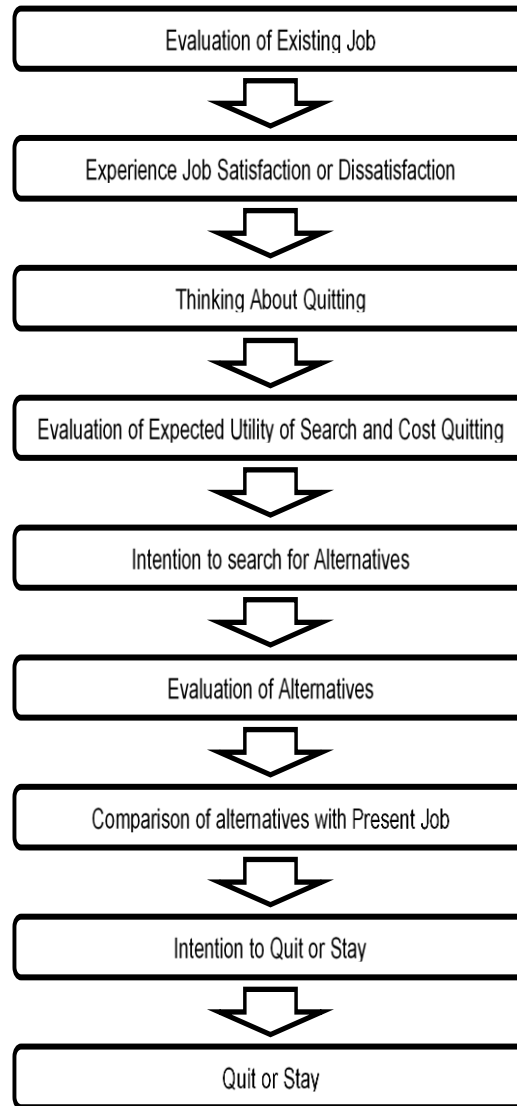 Evaluation of Existing Job
Experience Job Satisfaction or Dissatisfaction
Thinking About Quitting
Evaluation of Expected Utility of Search and Cost Quitting
Intention to search for Alternatives
Evaluation of Alternatives
Comparison of alternatives with Present Job
Intention to Quit or Stay
Quit or Stay